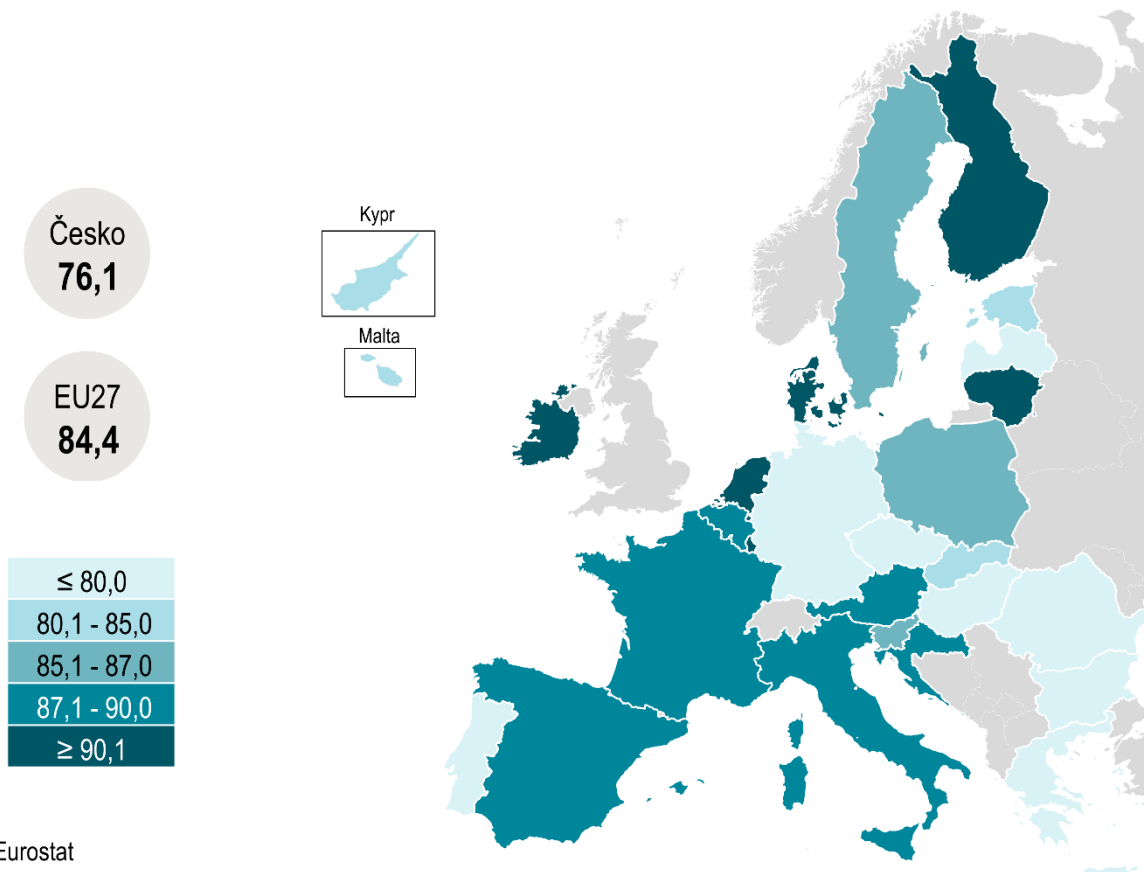 Česko
76,1
EU27
84,4
Kypr
Malta
≤ 80,0
80,1 - 85,0
85,1 - 87,0
87,1 - 90,0
≥ 90,1
Eurostat